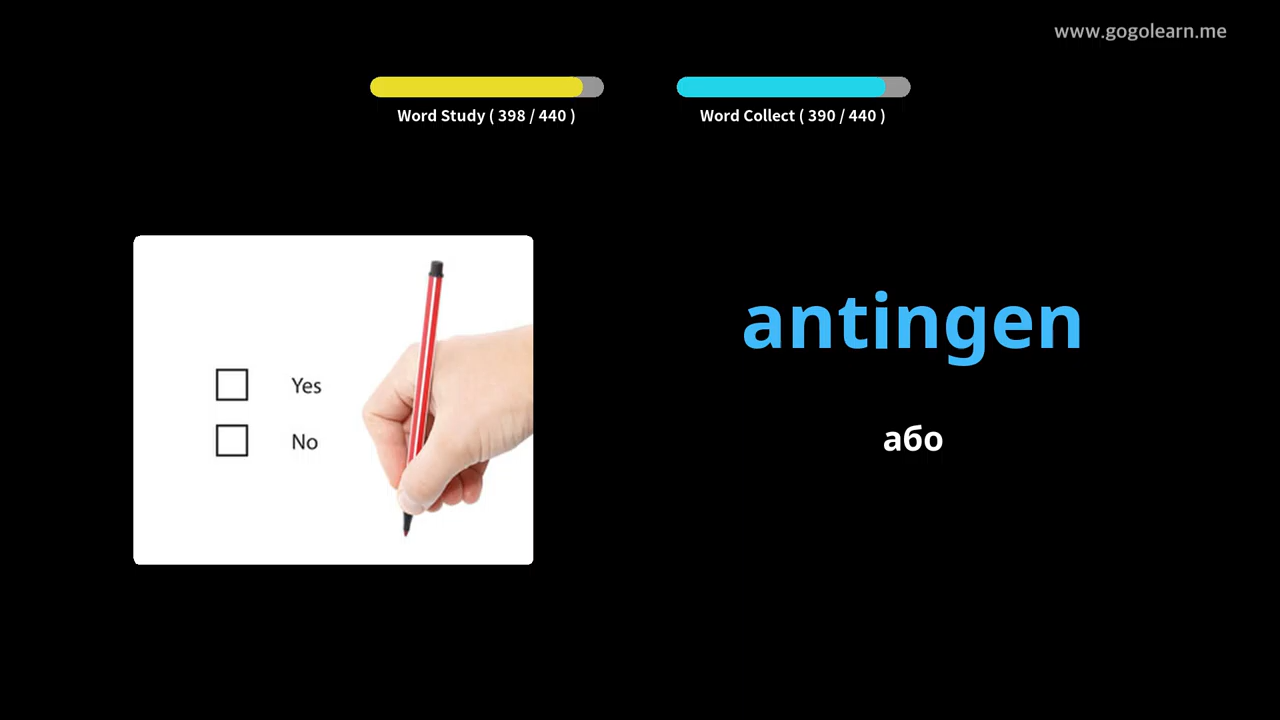 www.gogolearn.me
Word Study ( 398 / 440 )
Word Collect ( 390 / 440 )
Yes
No
antingen
або